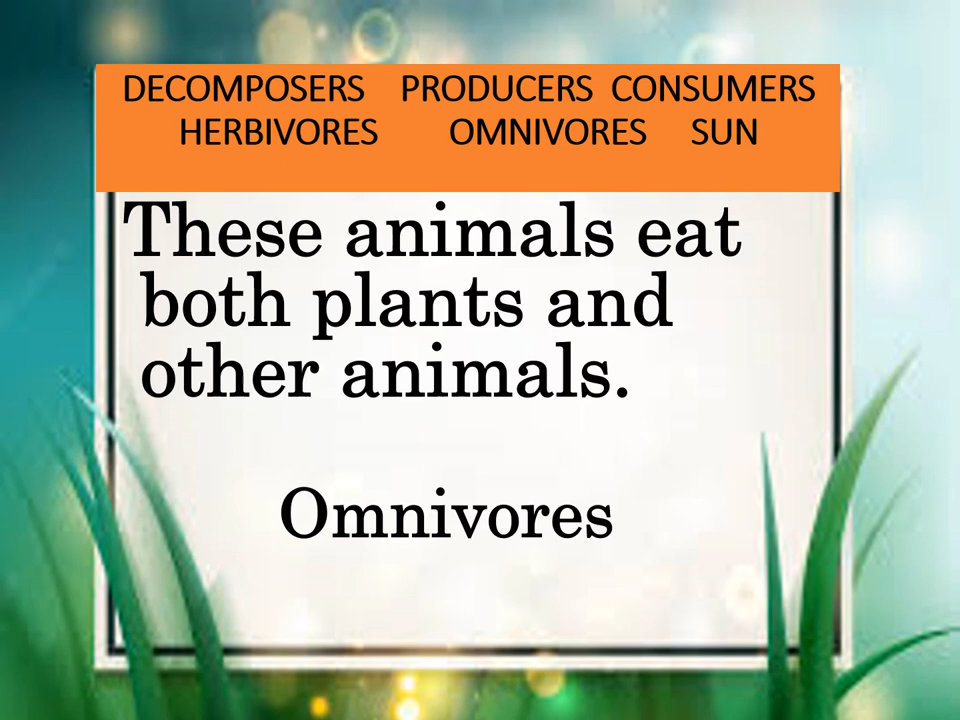 DECOMPOSERS PRODUCERS CONSUMERS
HERBIVORES OMNIVORES SUN
These animals eat
both plants and
other animals.
Omnivores